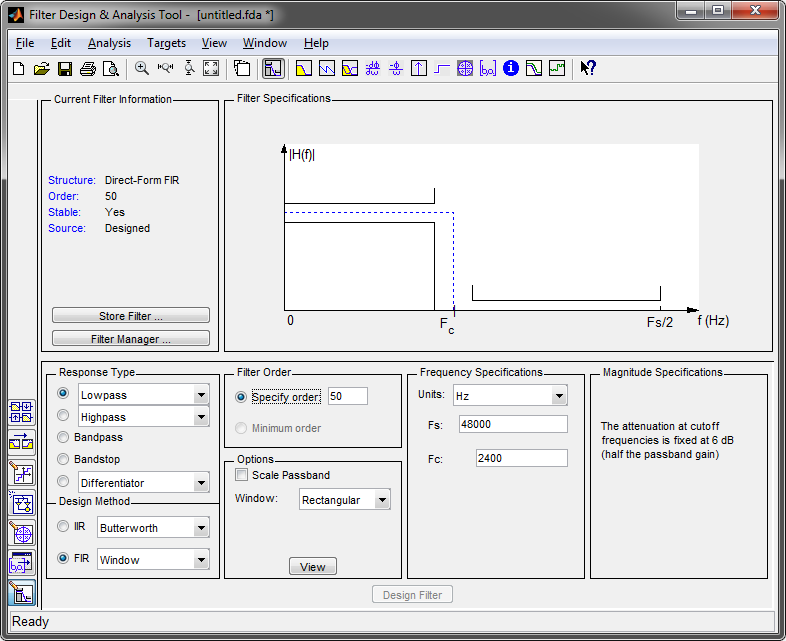 Filter Design & Analysis Tool - [untitled.fda *]
File Edit Analysis Targets View Window Help
Current Filter Information
Structure: Direct-Form FIR
Order: 50
Stable: Yes
Source: Designed
Store Filter ...
Filter Manager ...
Filter Specifications
|H(f)|
0
Fc
Fs/2
f (Hz)
Response Type
Lowpass
Highpass
Bandpass
Bandstop
Differentiator
Design Method
IIR Butterworth
FIR Window
Filter Order
Specify order: 50
Minimum order
Options
Scale Passband
Window: Rectangular
View
Frequency Specifications
Units: Hz
Fs: 48000
Fc: 2400
Magnitude Specifications
The attenuation at cutoff
frequencies is fixed at 6 dB
(half the passband gain)
Design Filter
Ready